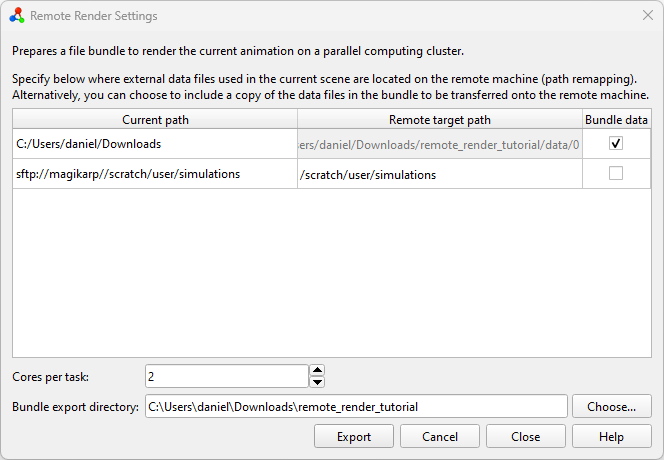 Remote Render Settings
Prepares a file bundle to render the current animation on a parallel computing cluster.
Specify below where external data files used in the current scene are located on the remote machine (path remapping).
Alternatively, you can choose to include a copy of the data files in the bundle to be transferred onto the remote machine.
Current path Remote target path Bundle data
C:/Users/daniel/Downloads ers/daniel/Downloads/remote_render_tutorial/data/0
sftp://magikarp//scratch/user/simulations /scratch/user/simulations
Cores per task: 2
Bundle export directory: C:\Users\daniel\Downloads\remote_render_tutorial Choose...
Export Cancel Close Help